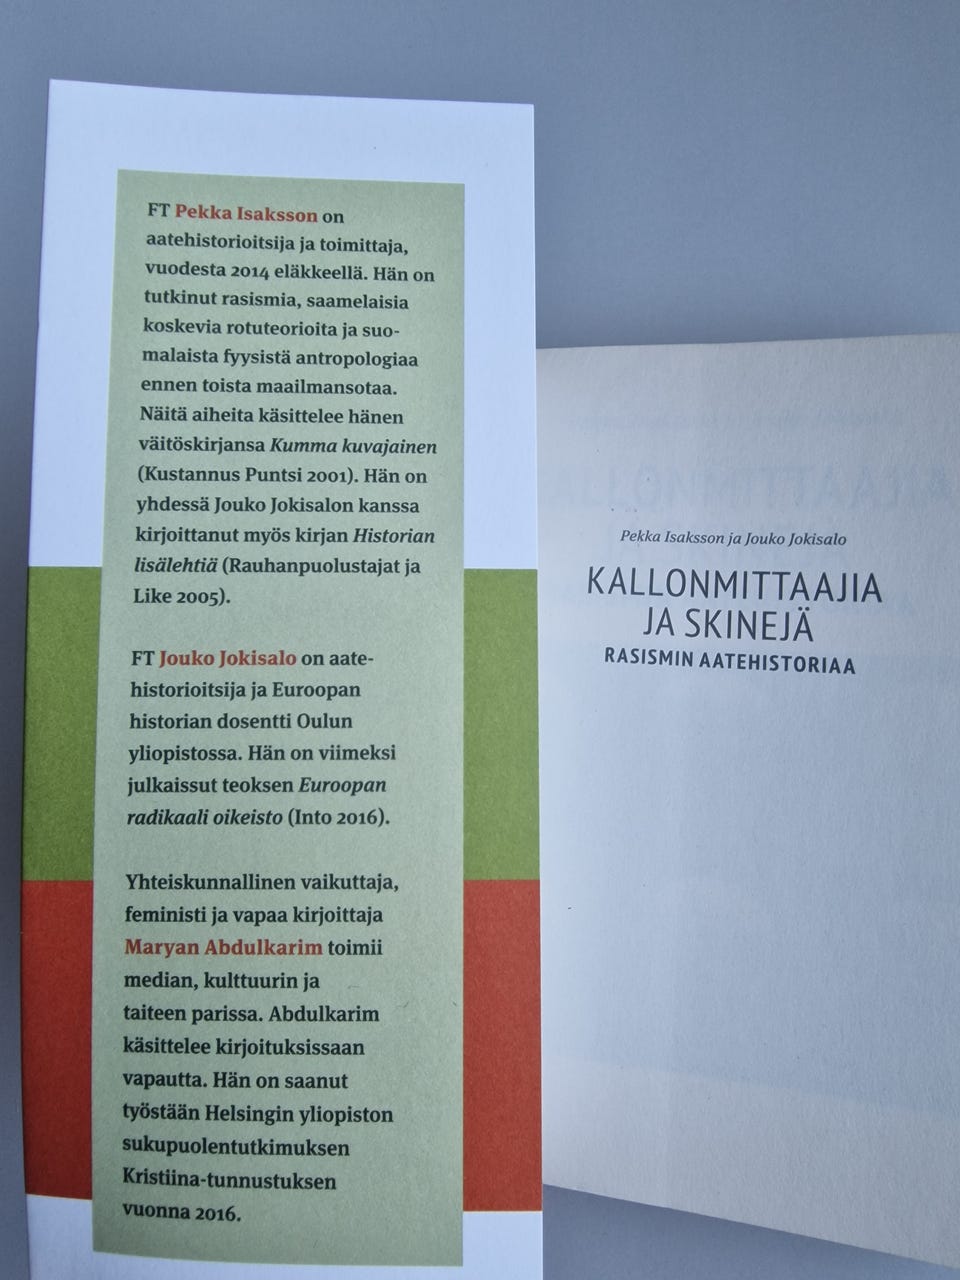 FT Pekka Isaksson on
aatehistorioitsija ja toimittaja,
vuodesta 2014 eläkkeellä. Hän on
tutkinut rasismia, saamelaisia
koskevia rotuteorioita ja suo-
malaista fyysistä antropologiaa
ennen toista maailmansotaa.
Näitä aiheita käsittelee hänen
väitöskirjansa Kumma kuvajainen
(Kustannus Puntsi 2001). Hän on
yhdessä Jouko Jokisalon kanssa
kirjoittanut myös kirjan Historian
lisälehtiä (Rauhanpuolustajat ja
Like 2005).
FT Jouko Jokisalo on aate-
historioitsija ja Euroopan
historian dosentti Oulun
yliopistossa. Hän on viimeksi
julkaissut teoksen Euroopan
radikaali oikeisto (Into 2016).
Yhteiskunnallinen vaikuttaja,
feministi ja vapaa kirjoittaja
Maryan Abdulkarim toimii
median, kulttuurin ja
taiteen parissa. Abdulkarim
käsittelee kirjoituksissaan
vapautta. Hän on saanut
työstään Helsingin yliopiston
sukupuolentutkimuksen
Kristiina-tunnustuksen
vuonna 2016.
Pekka Isaksson ja Jouko Jokisalo
KALLONMITTAAJIA
JA SKINEJÄ
RASISMIN AATEHISTORIAA